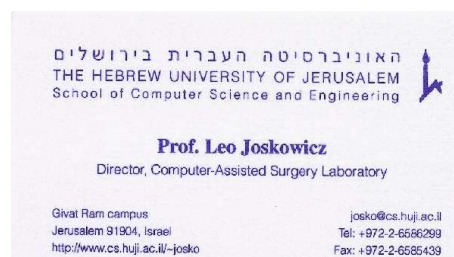 האוניברסיטה העברית בירושלים
THE HEBREW UNIVERSITY OF JERUSALEM
School of Computer Science and Engineering
Prof. Leo Joskowicz
Director, Computer-Assisted Surgery Laboratory
Givat Ram campus
Jerusalem 91904, Israel
http://www.cs.huji.ac.il/~josko
josko@cs.huji.ac.il
Tel: +972-2-6586299
Fax: +972-2-6585439